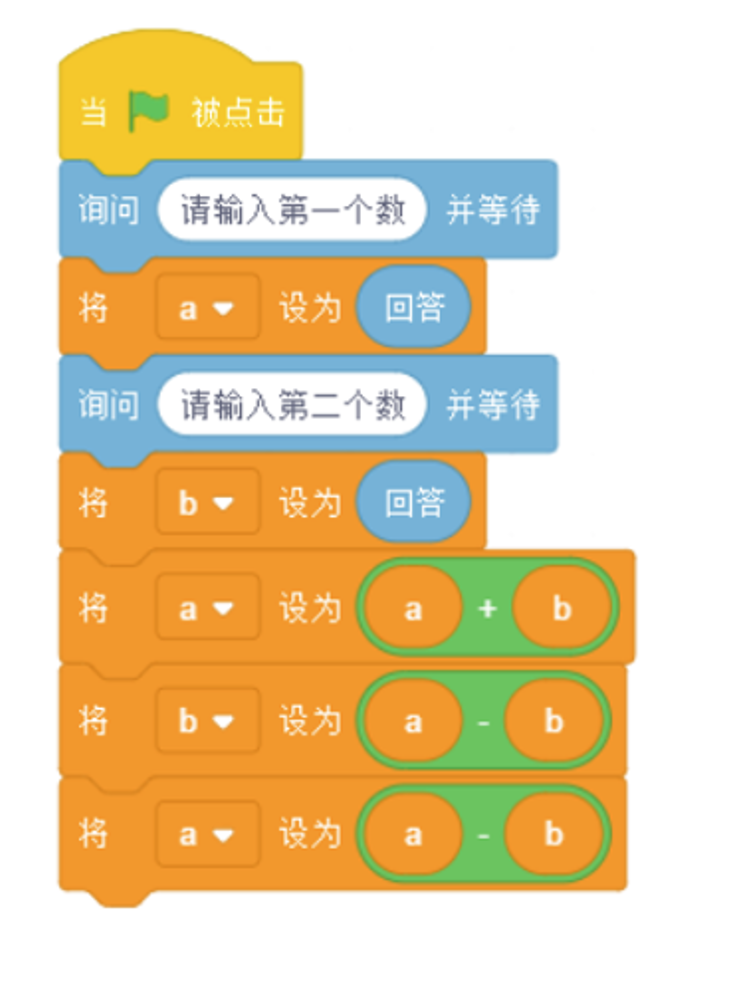 当 被点击
询问 请输入第一个数 并等待
将 a 设为 回答
询问 请输入第二个数 并等待
将 b 设为 回答
将 a 设为 a + b
将 b 设为 a - b
将 a 设为 a - b